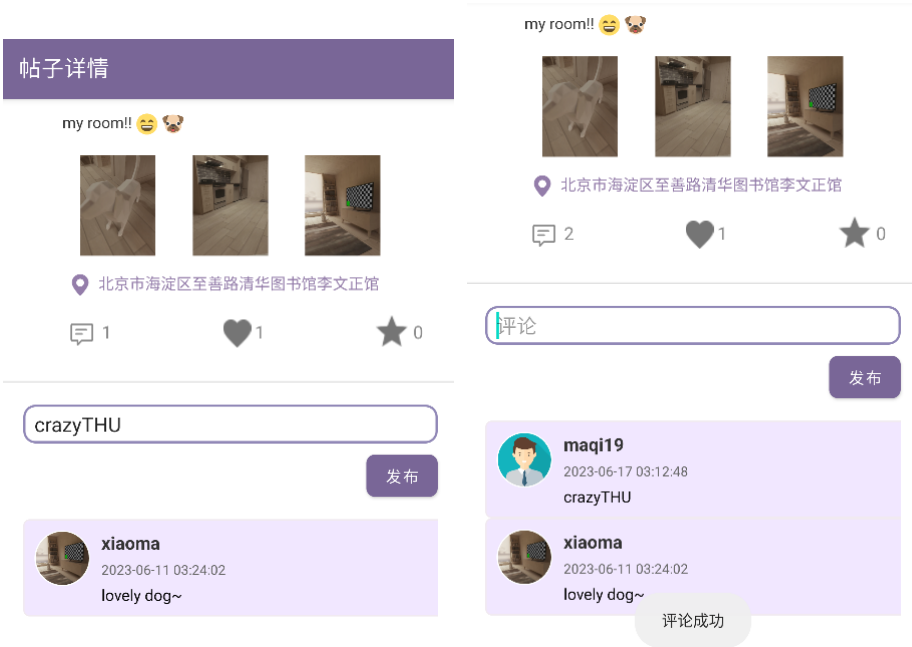 帖子详情
my room!! 😄 🐶
北京市海淀区至善路清华图书馆李文正馆
1 1 0
crazyTHU
发布
xiaoma
2023-06-11 03:24:02
lovely dog~
my room!! 😄 🐶
北京市海淀区至善路清华图书馆李文正馆
2 1 0
评论
发布
maqi19
2023-06-17 03:12:48
crazyTHU
xiaoma
2023-06-11 03:24:02
lovely dog~
评论成功